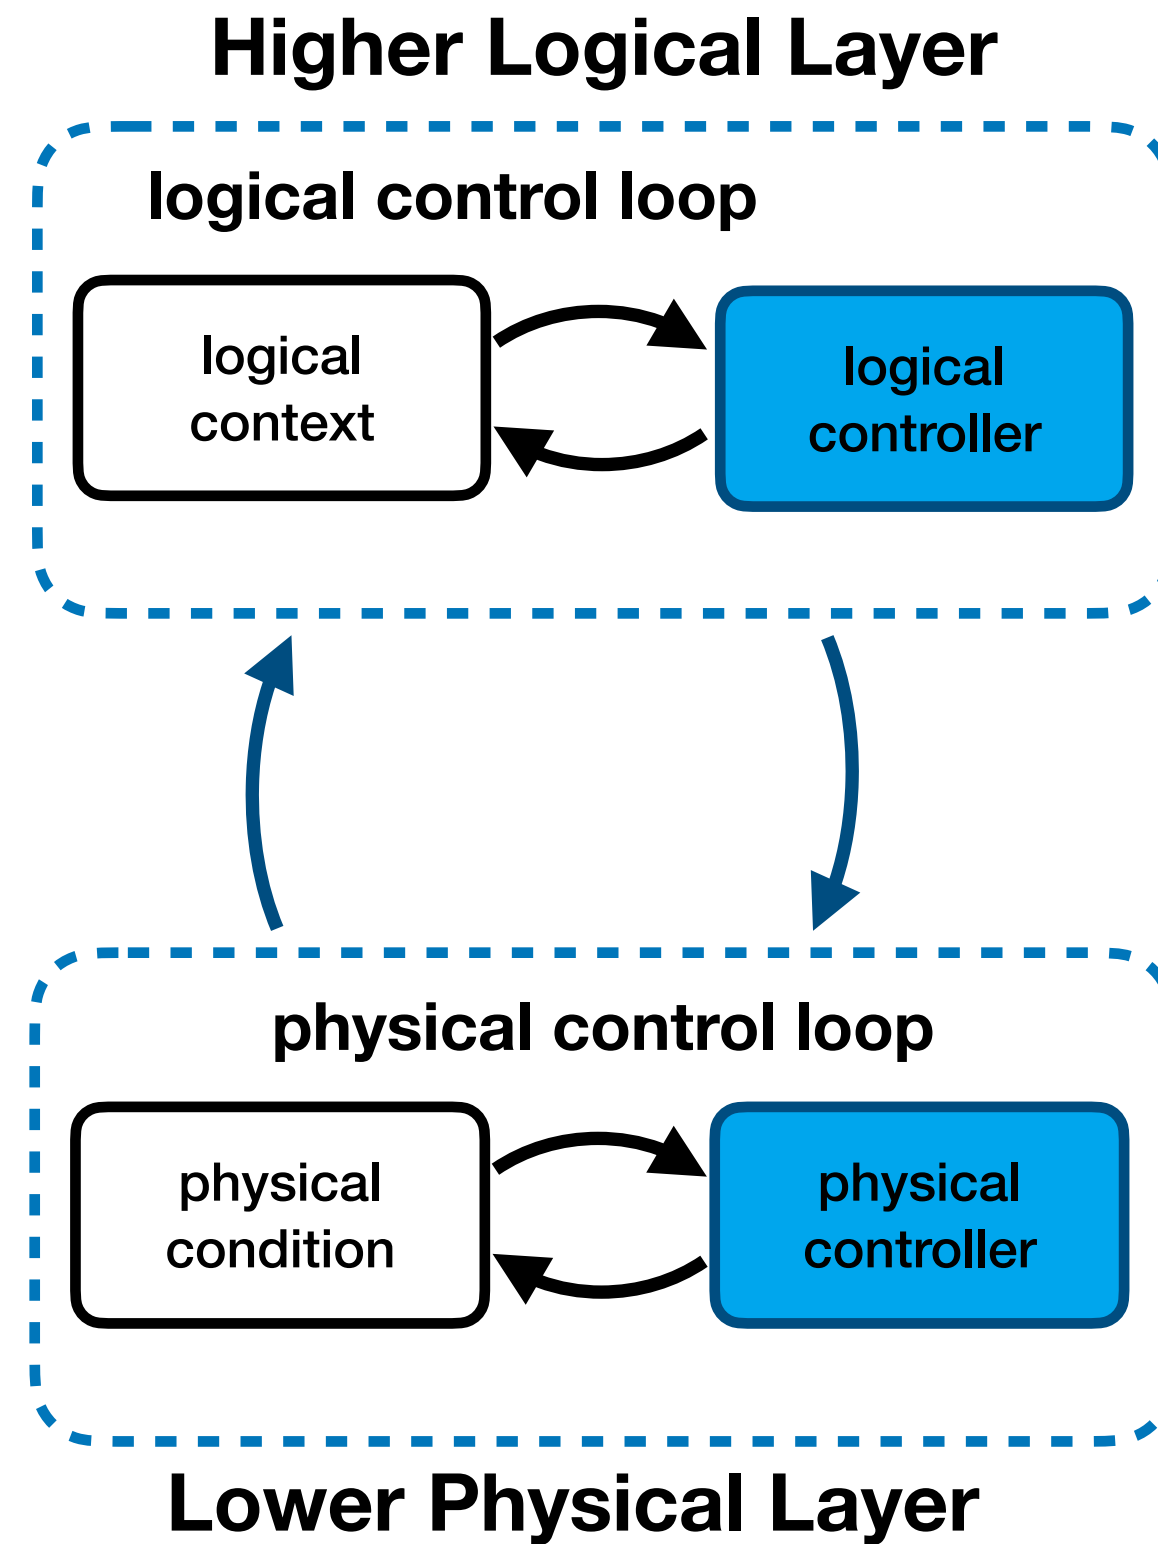 Higher Logical Layer
logical control loop
logical
context
logical
controller
physical control loop
physical
condition
physical
controller
Lower Physical Layer